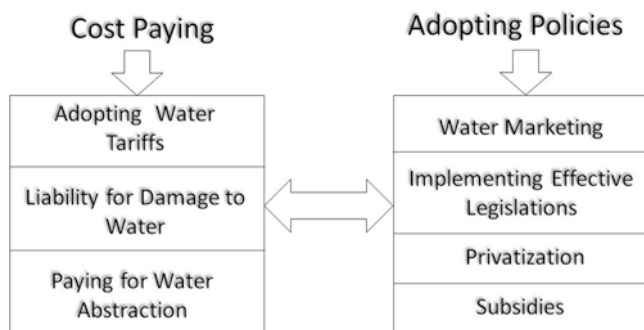 Cost Paying
Adopting Water
Tariffs
Liability for Damage to
Water
Paying for Water
Abstraction
Adopting Policies
Water Marketing
Implementing Effective
Legislations
Privatization
Subsidies